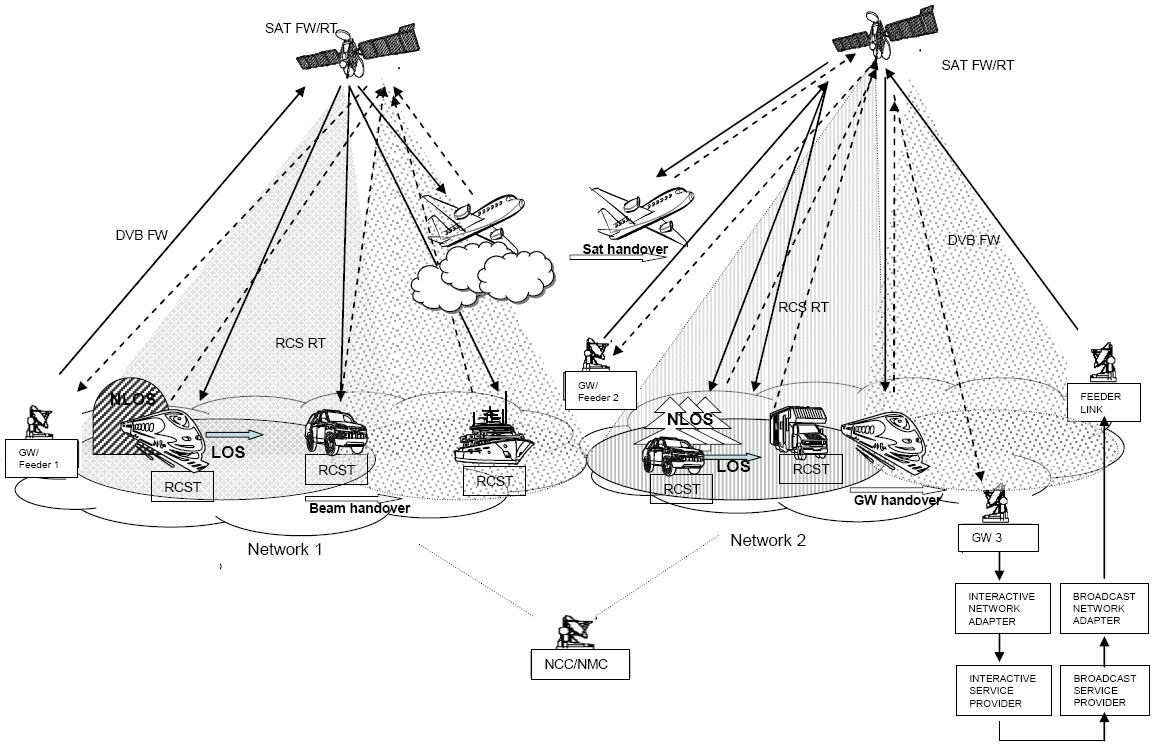 SAT FW/RT
SAT FW/RT
DVB FW
Sat handover
DVB FW
RCS RT
RCS RT
NLOS
GW/
Feeder 2
FEEDER
LINK
NLOS
GW/
Feeder 1
LOS
RCST
RCST
RCST
LOS
RCST
RCST
Beam handover
GW handover
Network 1
Network 2
GW 3
INTERACTIVE
NETWORK
ADAPTER
BROADCAST
NETWORK
ADAPTER
NCC/NMC
INTERACTIVE
SERVICE
PROVIDER
BROADCAST
SERVICE
PROVIDER